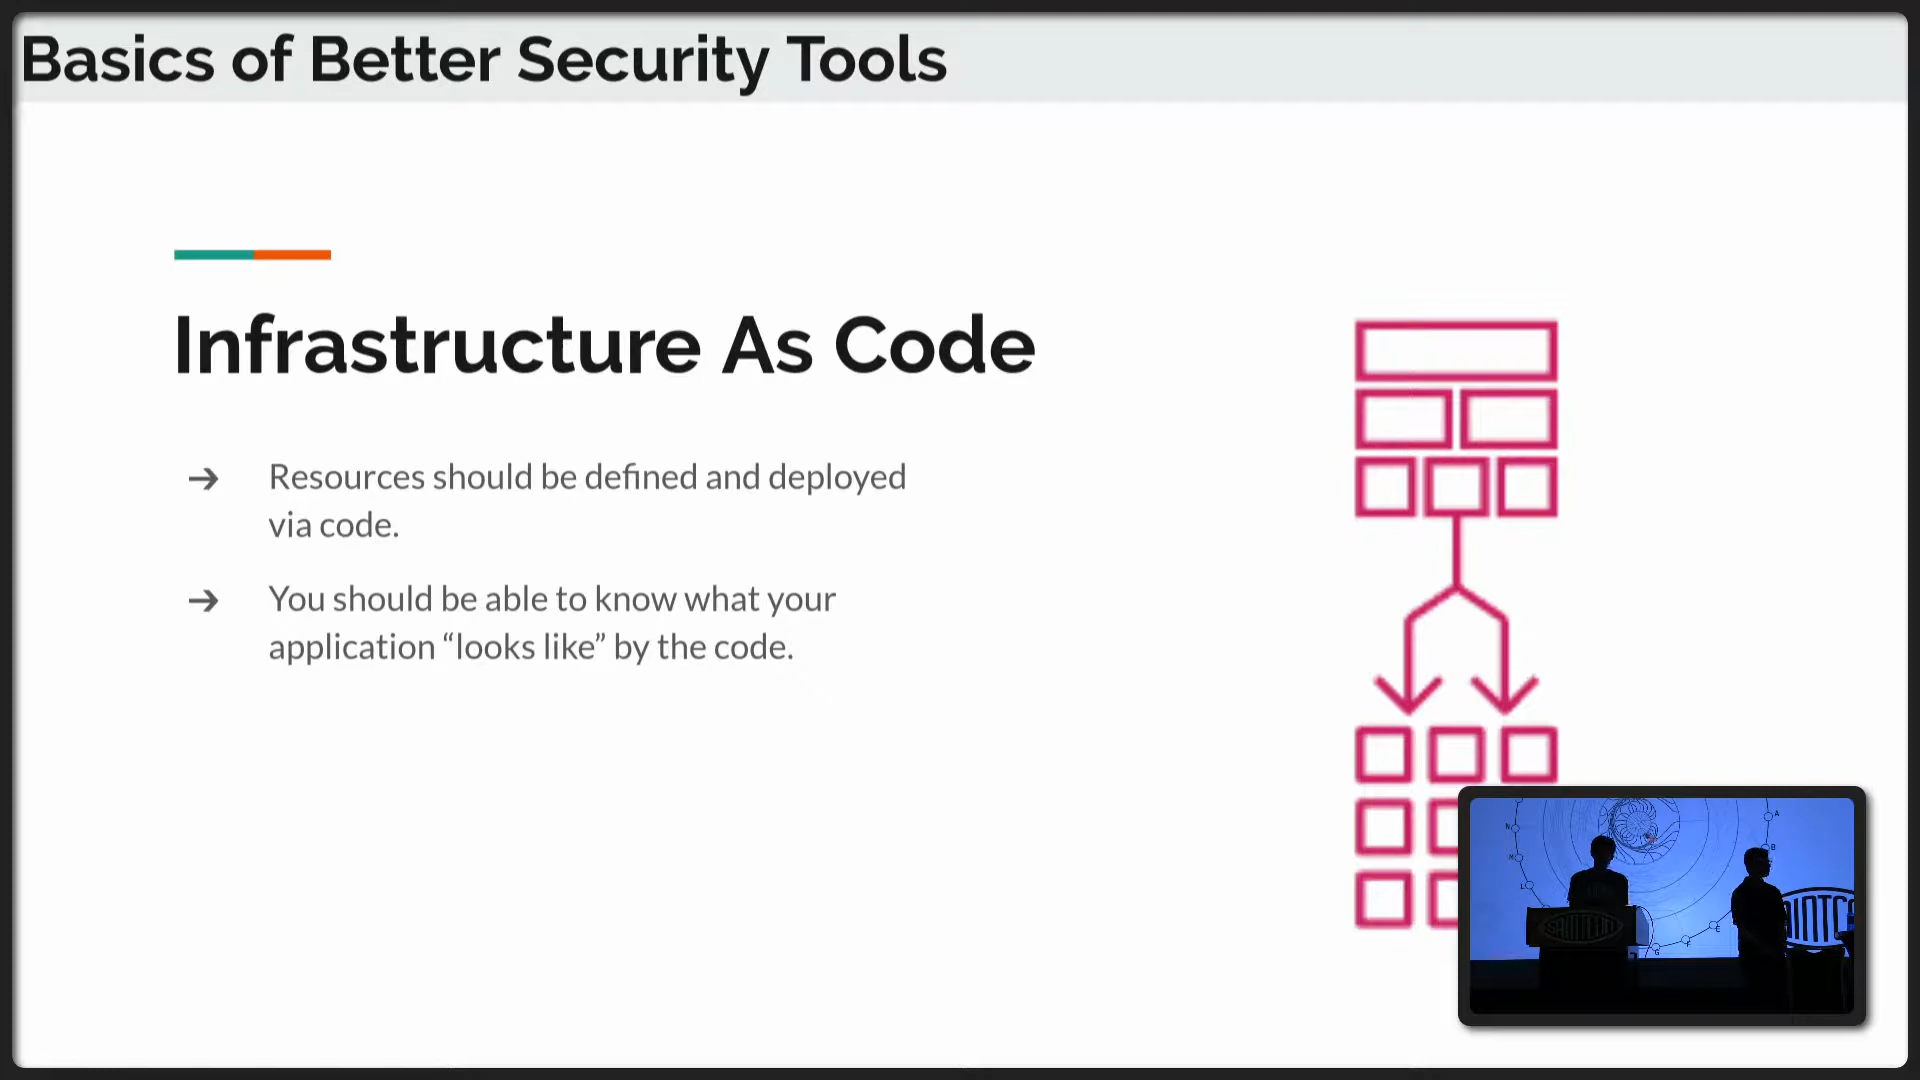 Basics of Better Security Tools
Infrastructure As Code
➔ Resources should be defined and deployed
via code.
➔ You should be able to know what your
application “looks like” by the code.
N
A
M
B
L
E
F
G
SAINTCON